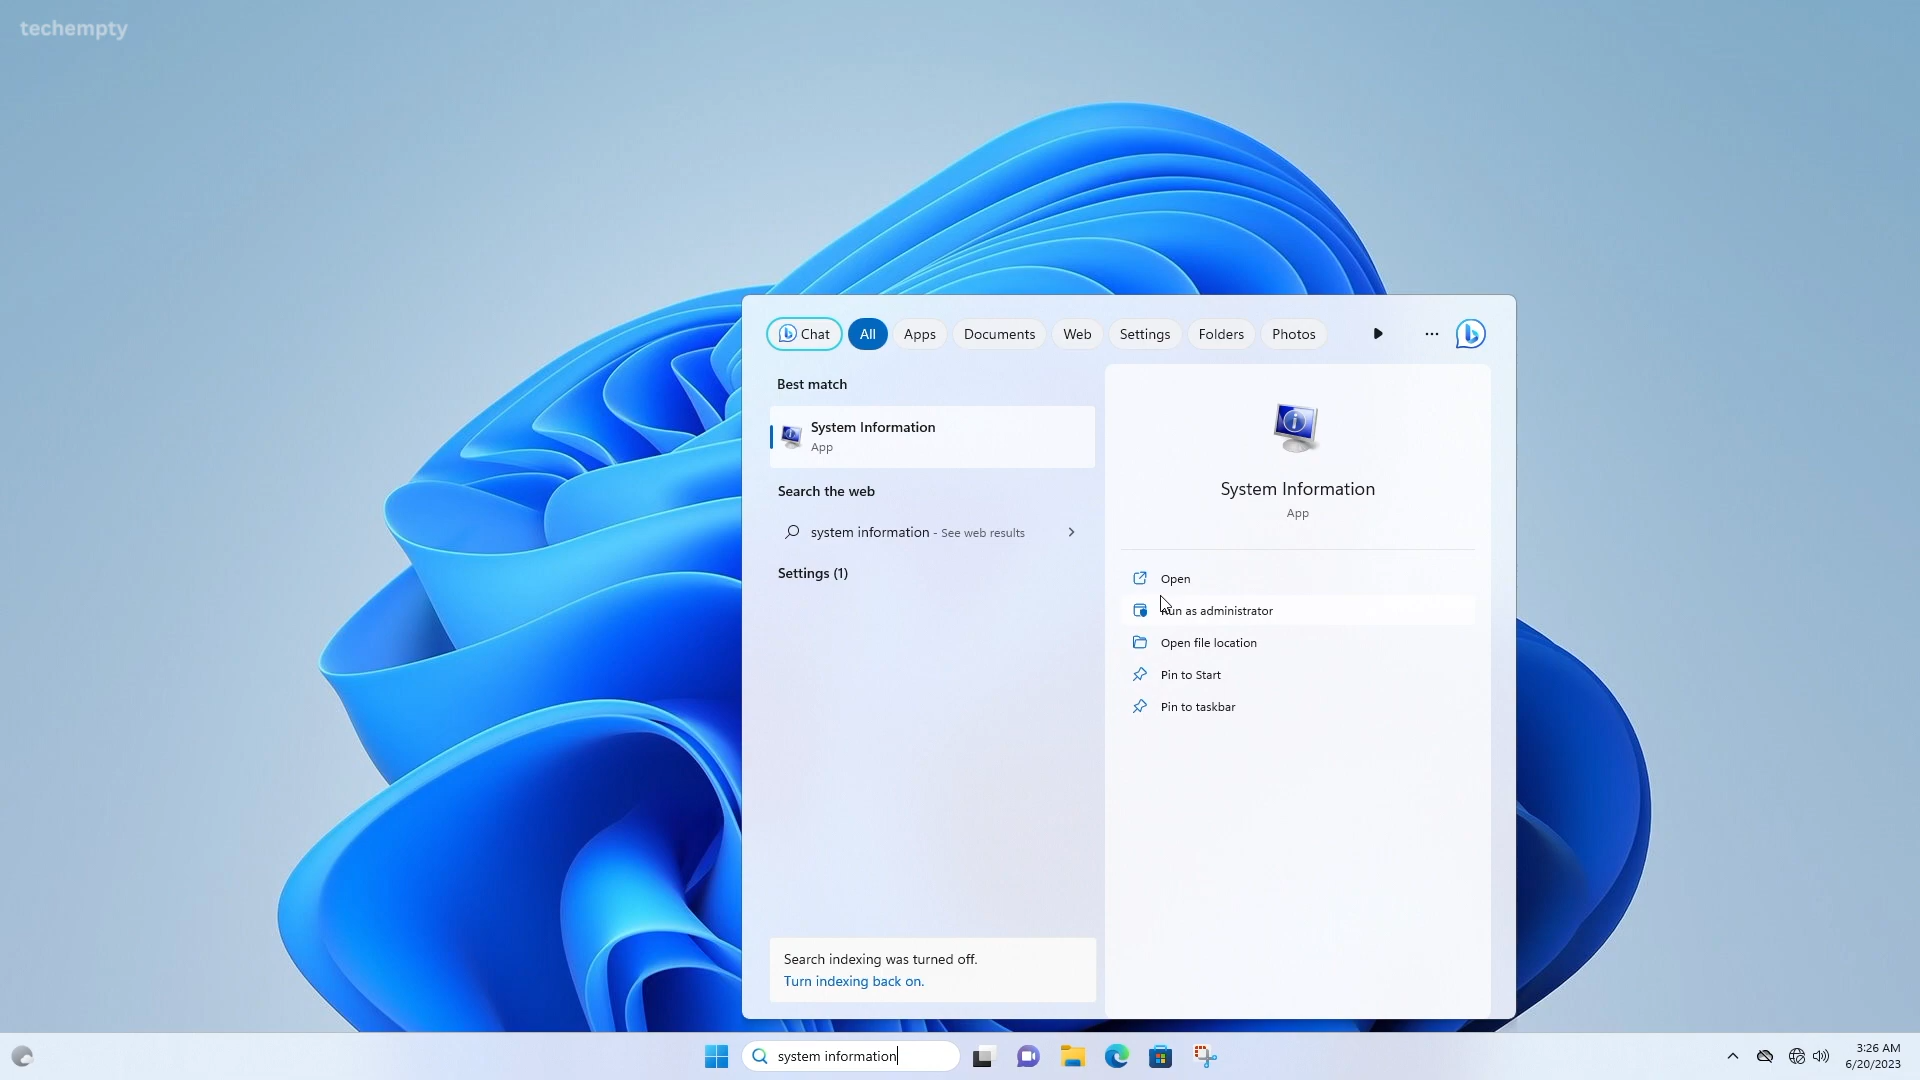 techempty
Chat All Apps Documents Web Settings Folders Photos
Best match
System Information
App
Search the web
system information - See web results
Settings (1)
System Information
App
Open
Run as administrator
Open file location
Pin to Start
Pin to taskbar
Search indexing was turned off.
Turn indexing back on.
system information
3:26 AM
6/20/2023